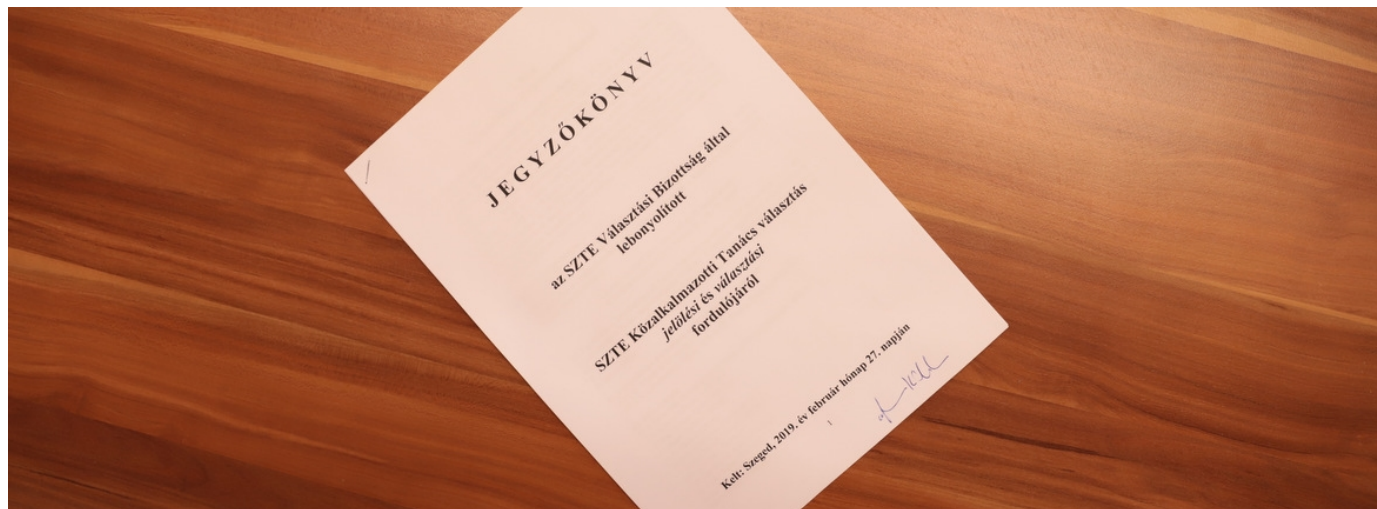 JEGYZŐKÖNYV
az SZTE Választási Bizottság által
lebonyolított
SZTE Közalkalmazotti Tanács választás
jelölési és választási
fordulójáról
Kelt: Szeged, 2019. év február hónap 27. napján